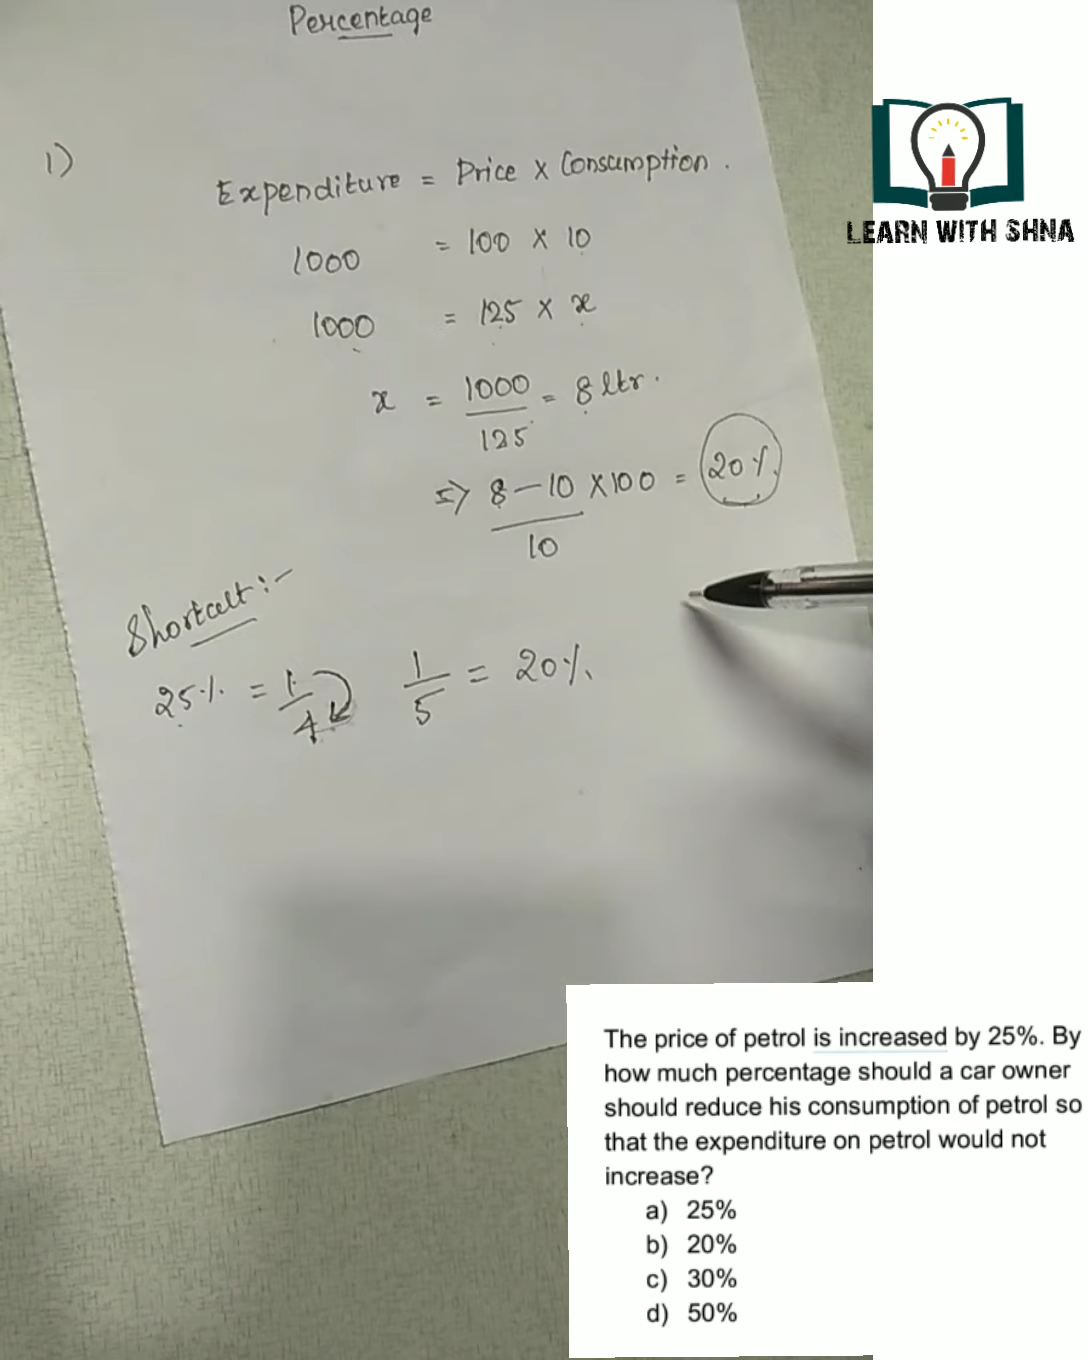 Percentage
1)
Expenditure = Price × Consumption.
1000 = 100 × 10
1000 = 125 × x
x = 1000/125 = 8 ltr.
=> 8-10/10 ×100 = 20%
Shortcut:-
25% = 1/4 1/5 = 20%
LEARN WITH SHNA
The price of petrol is increased by 25%. By
how much percentage should a car owner
should reduce his consumption of petrol so
that the expenditure on petrol would not
increase?
a) 25%
b) 20%
c) 30%
d) 50%